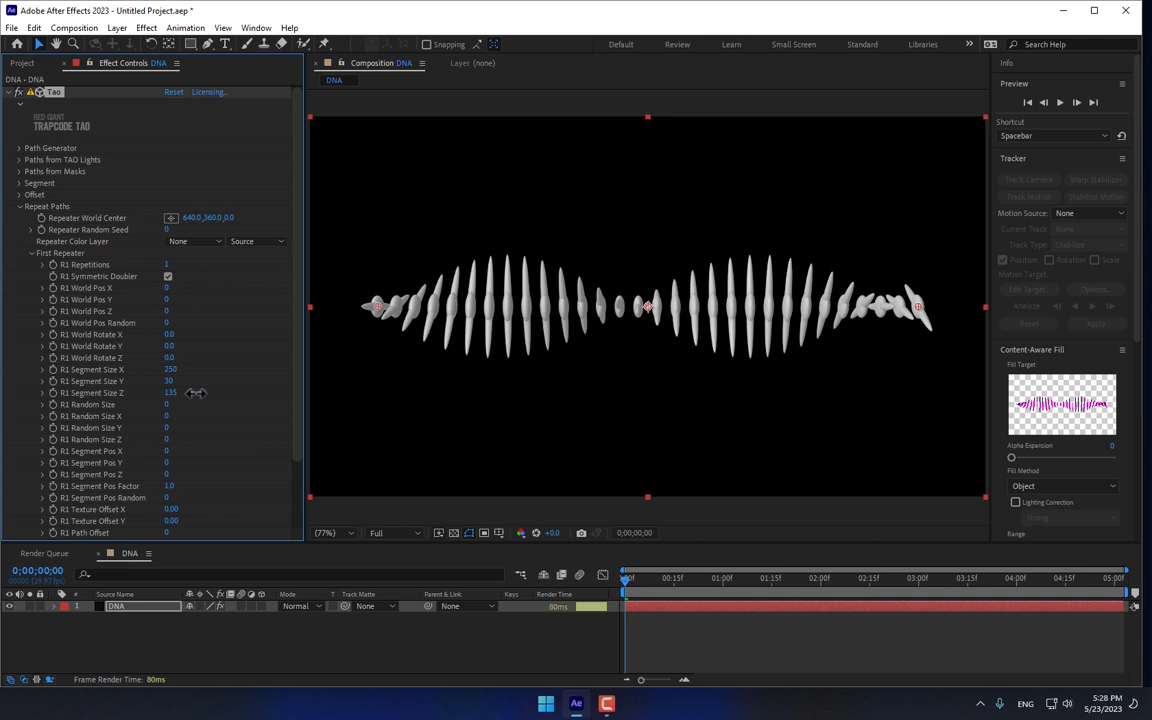 Adobe After Effects 2023 - Untitled Project.aep *
File Edit Composition Layer Effect Animation View Window Help
Snapping
Default Review Learn Small Screen Standard Libraries » Search Help
Project × Effect Controls DNA × Composition DNA Layer (none) Info
DNA • DNA
DNA
fx Tao Reset Licensing...
RED GIANT
TRAPCODE TAO
Path Generator
Paths from TAO Lights
Paths from Masks
Segment
Offset
Repeat Paths
Repeater World Center 640.0,360.0,0.0
Repeater Random Seed 0
Repeater Color Layer None Source
First Repeater
R1 Repetitions 1
R1 Symmetric Doubler
R1 World Pos X 0
R1 World Pos Y 0
R1 World Pos Z 0
R1 World Pos Random 0
R1 World Rotate X 0.0
R1 World Rotate Y 0.0
R1 World Rotate Z 0.0
R1 Segment Size X 250
R1 Segment Size Y 30
R1 Segment Size Z 135
R1 Random Size 0
R1 Random Size X 0
R1 Random Size Y 0
R1 Random Size Z 0
R1 Segment Pos X 0
R1 Segment Pos Y 0
R1 Segment Pos Z 0
R1 Segment Pos Factor 1.0
R1 Segment Pos Random 0
R1 Texture Offset X 0.00
R1 Texture Offset Y 0.00
R1 Path Offset 0
(77%) Full +0.0 0;00;00;00
Preview
Shortcut
Spacebar
Tracker
Track Camera Warp Stabilizer
Track Motion Stabilize Motion
Motion Source: None
Current Track: None
Track Type: Stabilize
Position Rotation Scale
Motion Target:
Edit Target... Options...
Analyze:
Reset Apply
Content-Aware Fill
Fill Target
Alpha Expansion 0
Fill Method
Object
Lighting Correction
Strong
Range
Render Queue × DNA
0;00;00;00
00000 (29.97 fps)
# Source Name Mode Track Matte Parent & Link Keys Render Time
1 DNA Normal None None 80ms
00:15f 01:00f 01:15f 02:00f 02:15f 03:00f 03:15f 04:00f 04:15f 05:00f
Frame Render Time: 80ms
ENG
5:28 PM
5/23/2023